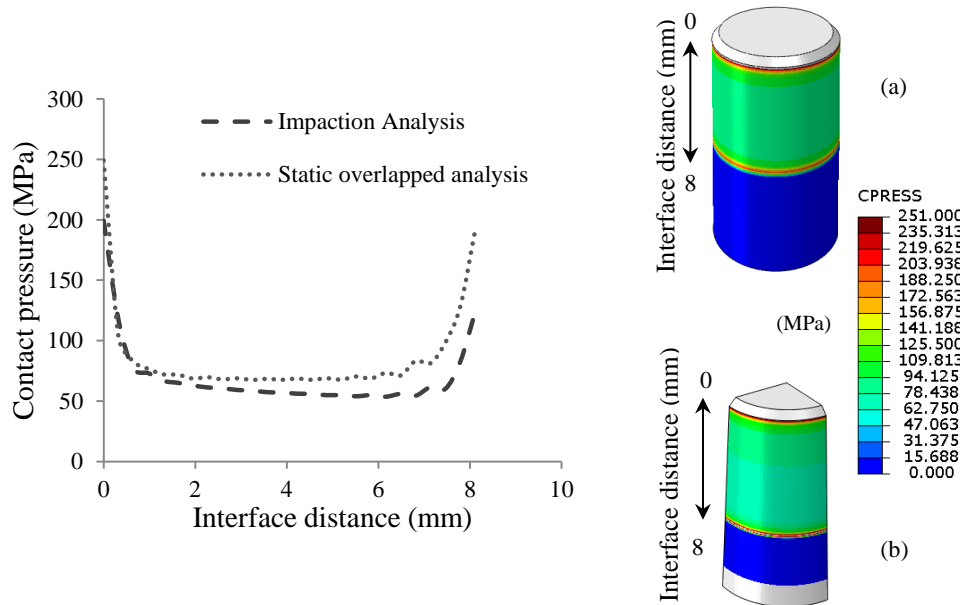 300
250
200
150
100
50
0
Contact pressure (MPa)
Impaction Analysis
Static overlapped analysis
0 2 4 6 8 10
Interface distance (mm)
0
Interface distance (mm)
8
(a)
CPRESS
251.000
235.313
219.625
203.938
188.250
172.563
156.875
141.188
125.500
109.813
94.125
78.438
62.750
47.063
31.375
15.688
0.000
(MPa)
0
Interface distance (mm)
8
(b)